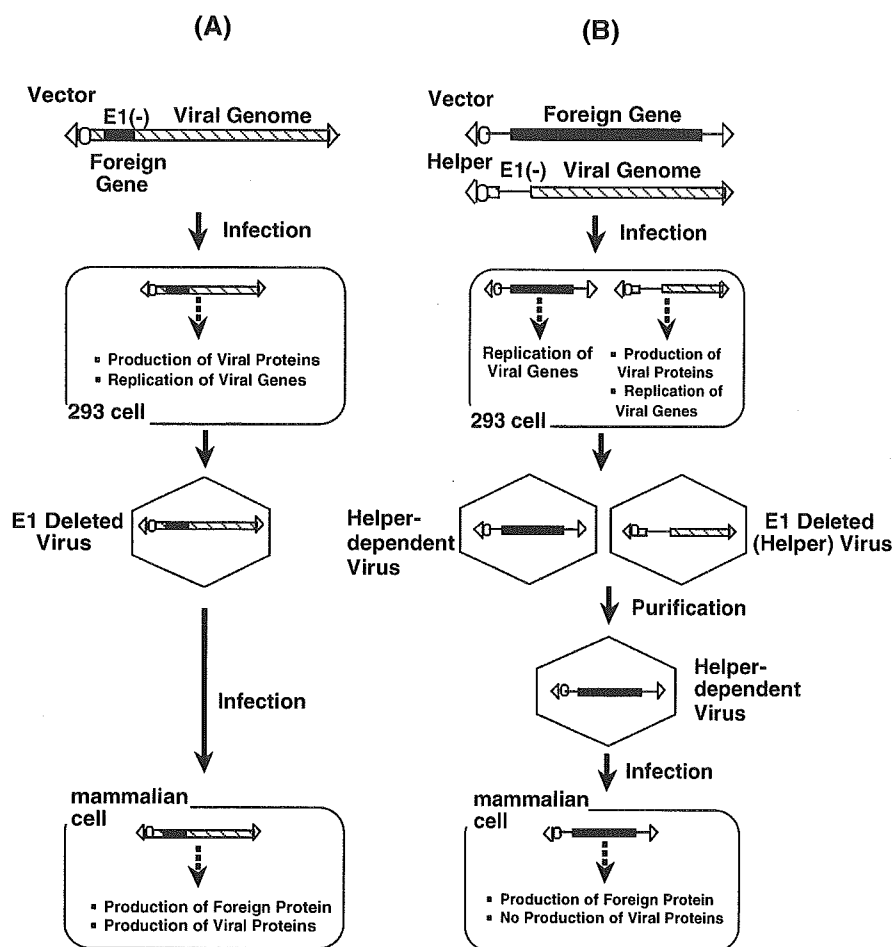 (A)
Vector
E1(-) Viral Genome
Foreign
Gene
Infection
▪ Production of Viral Proteins
▪ Replication of Viral Genes
293 cell
E1 Deleted
Virus
Infection
mammalian
cell
▪ Production of Foreign Protein
▪ Production of Viral Proteins
(B)
Vector
Foreign Gene
Helper
E1(-) Viral Genome
Infection
Replication of
Viral Genes
▪ Production of
Viral Proteins
▪ Replication of
Viral Genes
293 cell
Helper-
dependent
Virus
E1 Deleted
(Helper) Virus
Purification
Helper-
dependent
Virus
Infection
mammalian
cell
▪ Production of Foreign Protein
▪ No Production of Viral Proteins